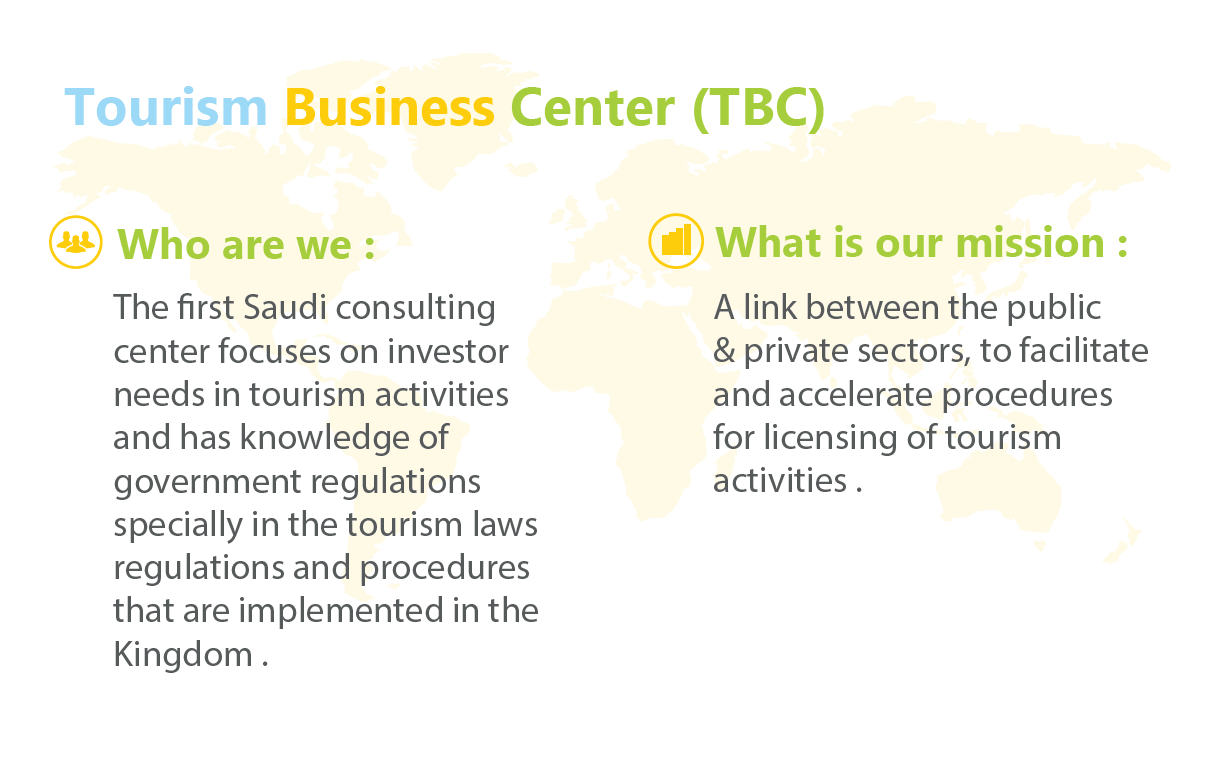 Tourism Business Center (TBC)
Who are we :
The first Saudi consulting
center focuses on investor
needs in tourism activities
and has knowledge of
government regulations
specially in the tourism laws
regulations and procedures
that are implemented in the
Kingdom .
What is our mission :
A link between the public
& private sectors, to facilitate
and accelerate procedures
for licensing of tourism
activities .